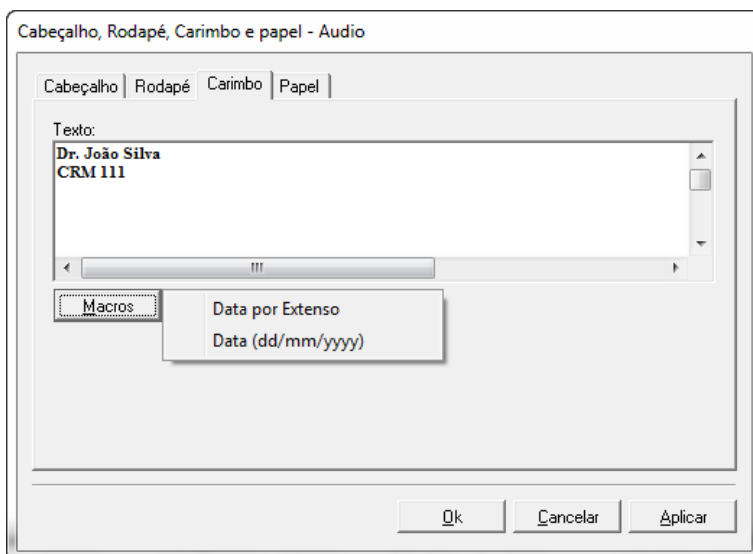 Cabeçalho, Rodapé, Carimbo e papel - Audio
Cabeçalho Rodapé Carimbo Papel
Texto:
Dr. João Silva
CRM 111
Macros
Data por Extenso
Data (dd/mm/yyyy)
Ok Cancelar Aplicar